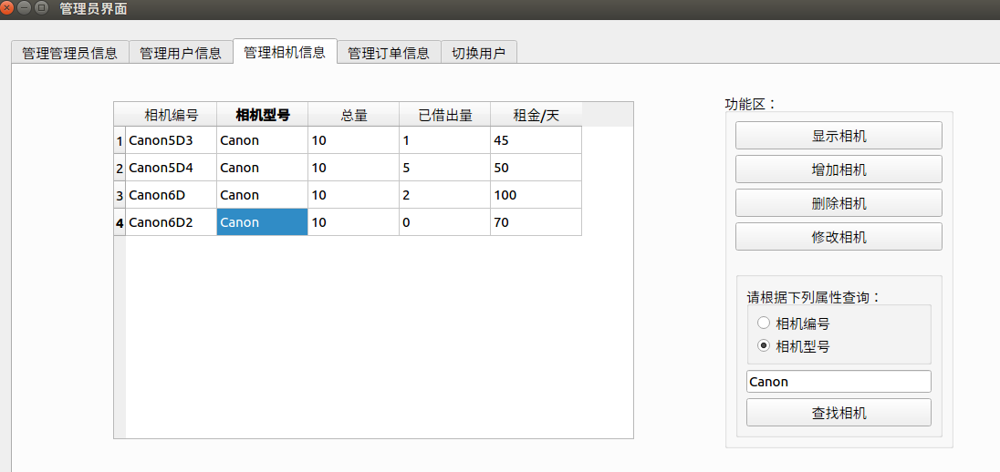 管理员界面
管理管理员信息 管理用户信息 管理相机信息 管理订单信息 切换用户
相机编号 相机型号 总量 已借出量 租金/天
1 Canon5D3 Canon 10 1 45
2 Canon5D4 Canon 10 5 50
3 Canon6D Canon 10 2 100
4 Canon6D2 Canon 10 0 70
功能区：
显示相机
增加相机
删除相机
修改相机
请根据下列属性查询：
相机编号
相机型号
Canon
查找相机